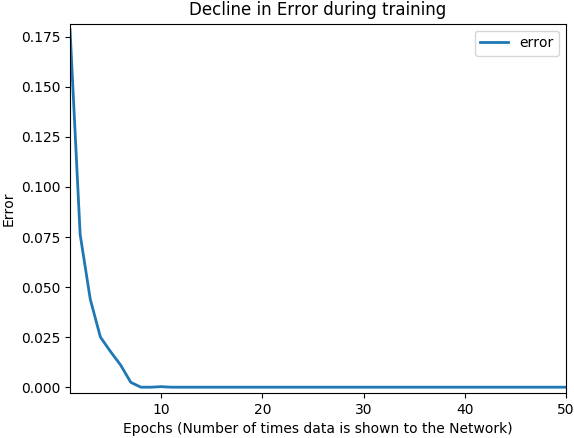 Decline in Error during training
error
0.175
0.150
0.125
0.100
0.075
0.050
0.025
0.000
Error
10 20 30 40 50
Epochs (Number of times data is shown to the Network)